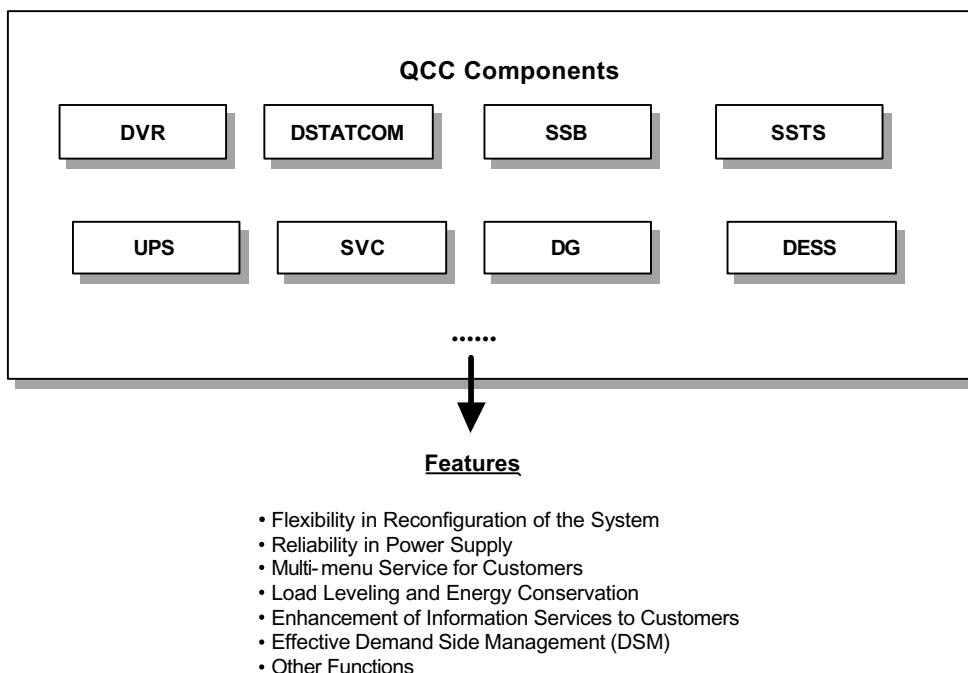 QCC Components
DVR DSTATCOM SSB SSTS
UPS SVC DG DESS
......
Features
• Flexibility in Reconfiguration of the System
• Reliability in Power Supply
• Multi-menu Service for Customers
• Load Leveling and Energy Conservation
• Enhancement of Information Services to Customers
• Effective Demand Side Management (DSM)
• Other Functions